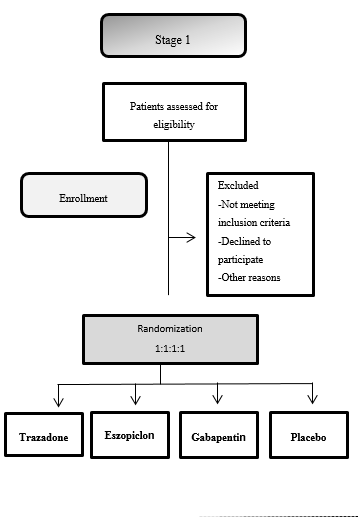 Stage 1
Patients assessed for
eligibility
Enrollment
Excluded
-Not meeting
inclusion criteria
-Declined to
participate
-Other reasons
Randomization
1:1:1:1
Trazadone
Eszopiclon
Gabapentin
Placebo